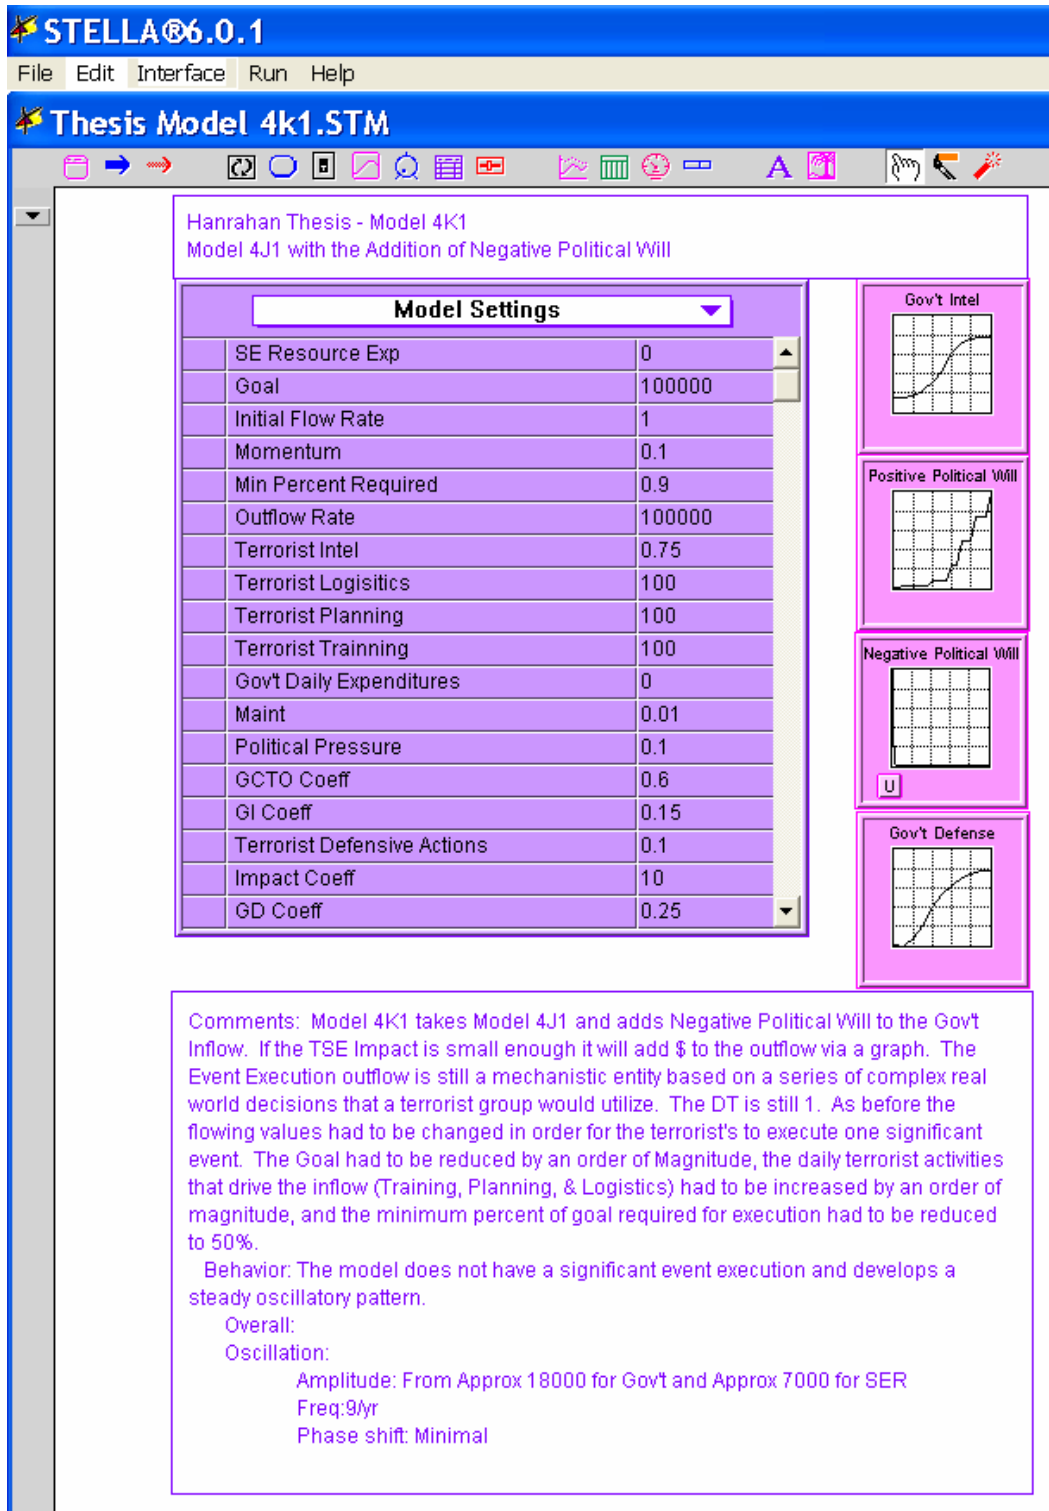 STELLA®6.0.1
File Edit Interface Run Help
Thesis Model 4k1.STM
A
Hanrahan Thesis - Model 4K1
Model 4J1 with the Addition of Negative Political Will
Model Settings
SE Resource Exp 0
Goal 100000
Initial Flow Rate 1
Momentum 0.1
Min Percent Required 0.9
Outflow Rate 100000
Terrorist Intel 0.75
Terrorist Logisitics 100
Terrorist Planning 100
Terrorist Trainning 100
Gov't Daily Expenditures 0
Maint 0.01
Political Pressure 0.1
GCTO Coeff 0.6
GI Coeff 0.15
Terrorist Defensive Actions 0.1
Impact Coeff 10
GD Coeff 0.25
Gov't Intel
Positive Political Will
Negative Political Will
U
Gov't Defense
Comments: Model 4K1 takes Model 4J1 and adds Negative Political Will to the Gov't
Inflow. If the TSE Impact is small enough it will add $ to the outflow via a graph. The
Event Execution outflow is still a mechanistic entity based on a series of complex real
world decisions that a terrorist group would utilize. The DT is still 1. As before the
flowing values had to be changed in order for the terrorist's to execute one significant
event. The Goal had to be reduced by an order of Magnitude, the daily terrorist activities
that drive the inflow (Training, Planning, & Logistics) had to be increased by an order of
magnitude, and the minimum percent of goal required for execution had to be reduced
to 50%.
Behavior: The model does not have a significant event execution and develops a
steady oscillatory pattern.
Overall:
Oscillation:
Amplitude: From Approx 18000 for Gov't and Approx 7000 for SER
Freq:9/yr
Phase shift: Minimal